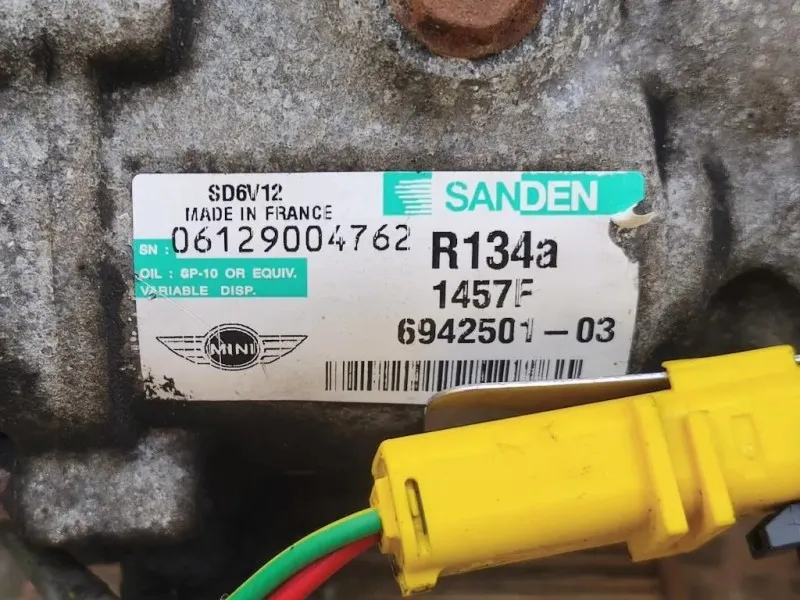 SD6V12
MADE IN FRANCE
SANDEN
SN : 06129004762
R134a
OIL : SP-10 OR EQUIV.
VARIABLE DISP.
1457F
6942501-03
MINI